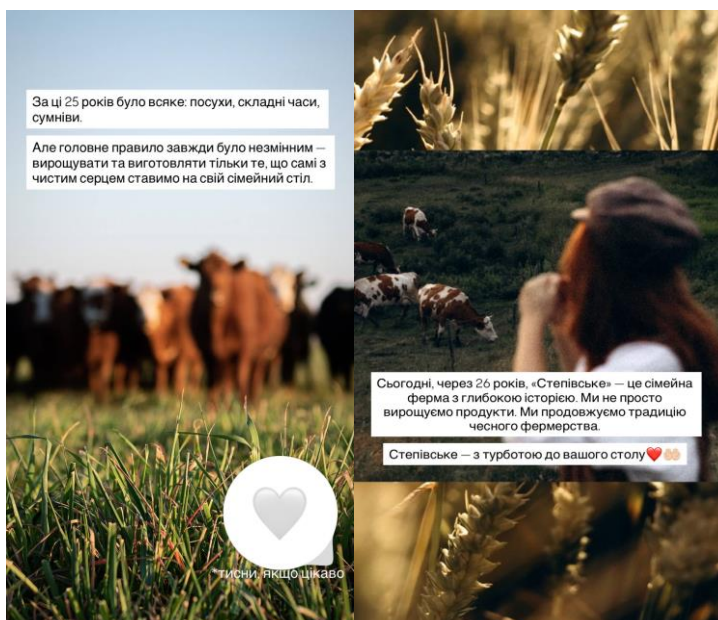 За ці 25 років було всяке: посухи, складні часи,
сумніви.
Але головне правило завжди було незмінним —
вирощувати та виготовляти тільки те, що самі з
чистим серцем ставимо на свій сімейний стіл.
*тисни, якщо цікаво
Сьогодні, через 26 років, «Степівське» — це сімейна
ферма з глибокою історією. Ми не просто
вирощуємо продукти. Ми продовжуємо традицію
чесного фермерства.
Степівське — з турботою до вашого столу❤️🤲🏻